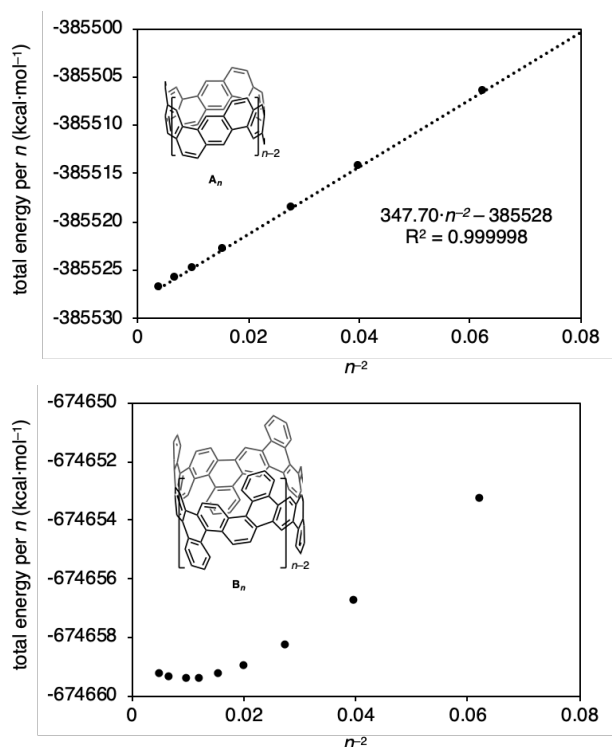 total energy per n (kcal·mol⁻¹)
-385500
-385505
-385510
-385515
-385520
-385525
-385530
n–2
Aₙ
347.70·n⁻² – 385528
R² = 0.999998
0
0.02
0.04
0.06
0.08
n⁻²
total energy per n (kcal·mol⁻¹)
-674650
-674652
-674654
-674656
-674658
-674660
n–2
Bₙ
0
0.02
0.04
0.06
0.08
n⁻²